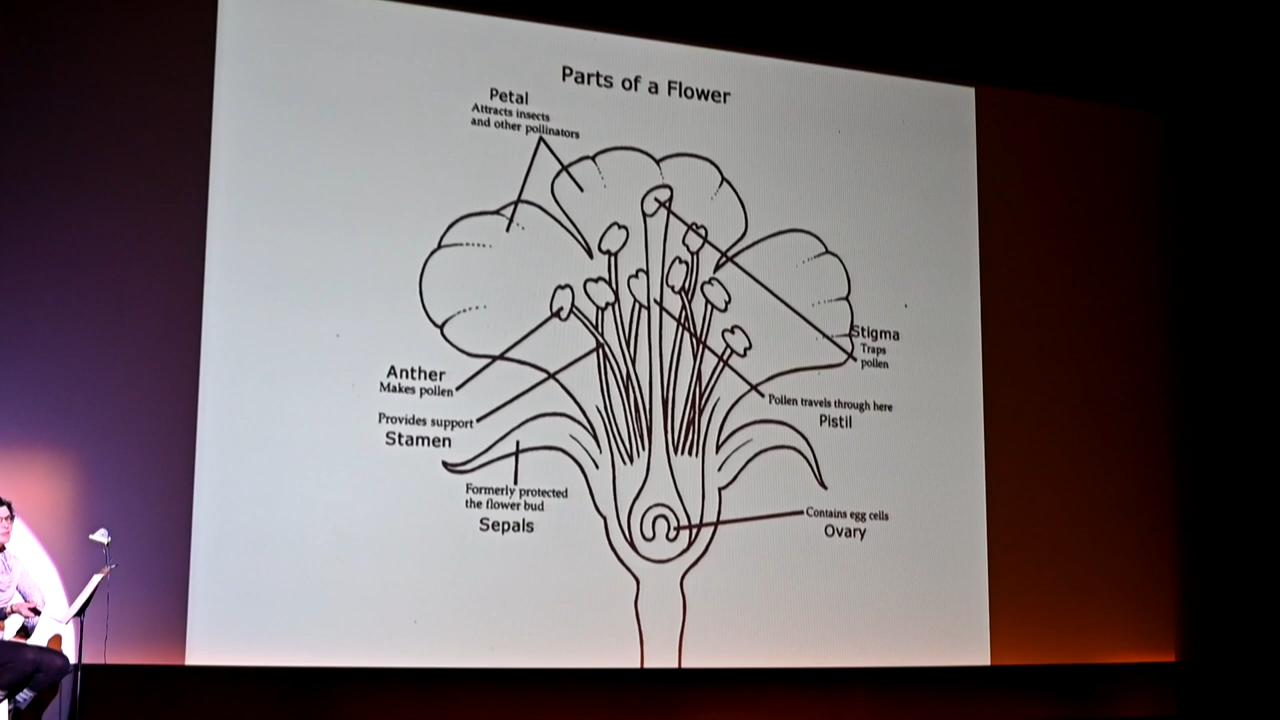 Parts of a Flower
Petal
Attracts insects
and other pollinators
Stigma
Traps
pollen
Anther
Makes pollen
Pollen travels through here
Pistil
Provides support
Stamen
Formerly protected
the flower bud
Sepals
Contains egg cells
Ovary